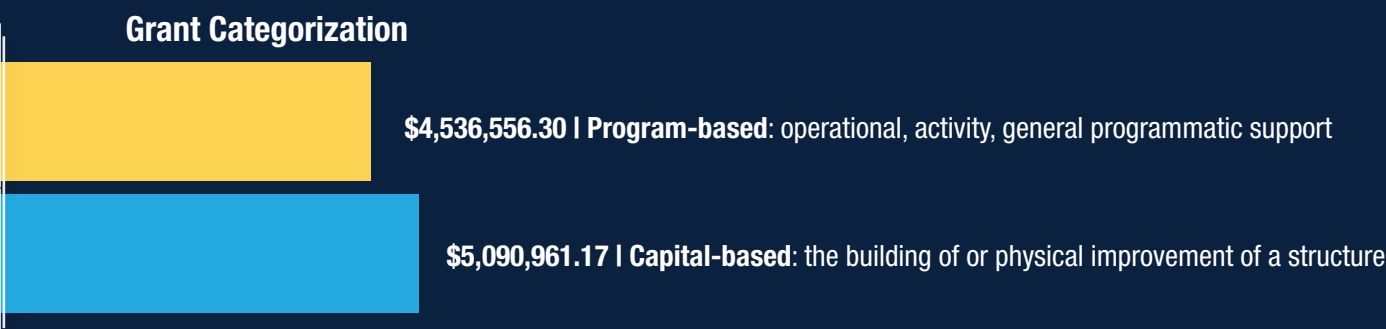 Grant Categorization
$4,536,556.30 | Program-based: operational, activity, general programmatic support
$5,090,961.17 | Capital-based: the building of or physical improvement of a structure